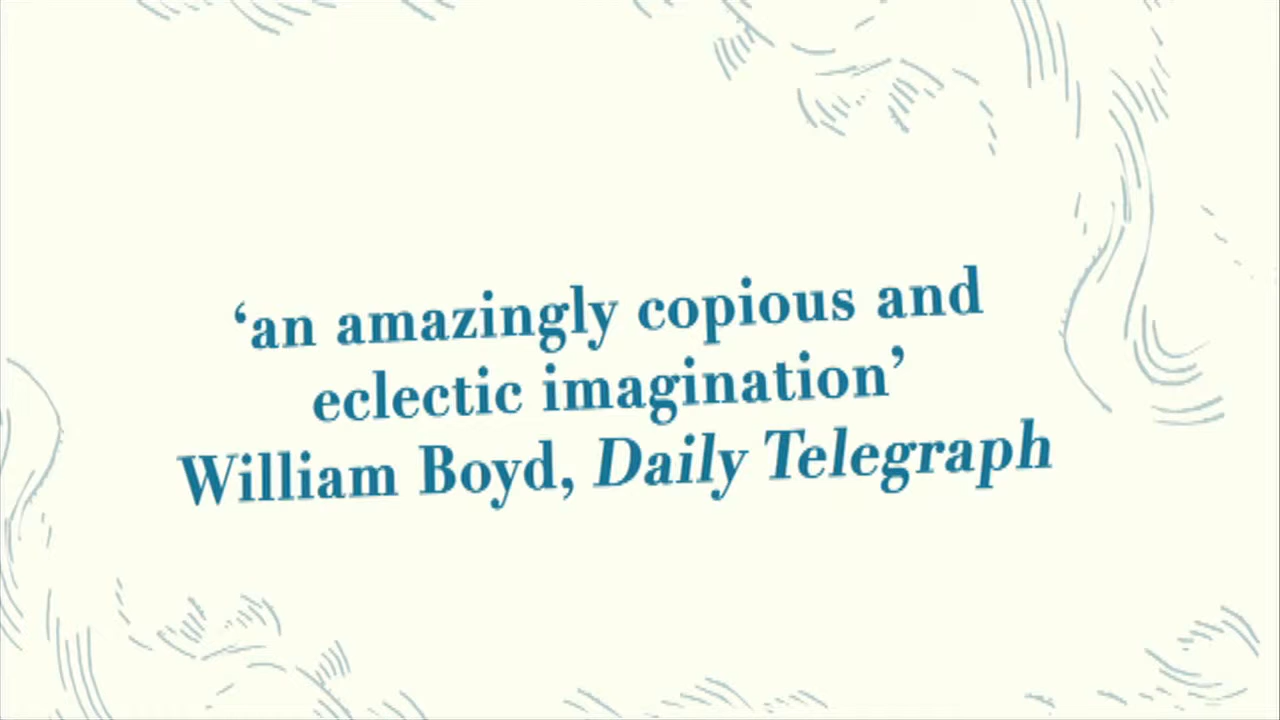 ‘an amazingly copious and
eclectic imagination’
William Boyd, Daily Telegraph